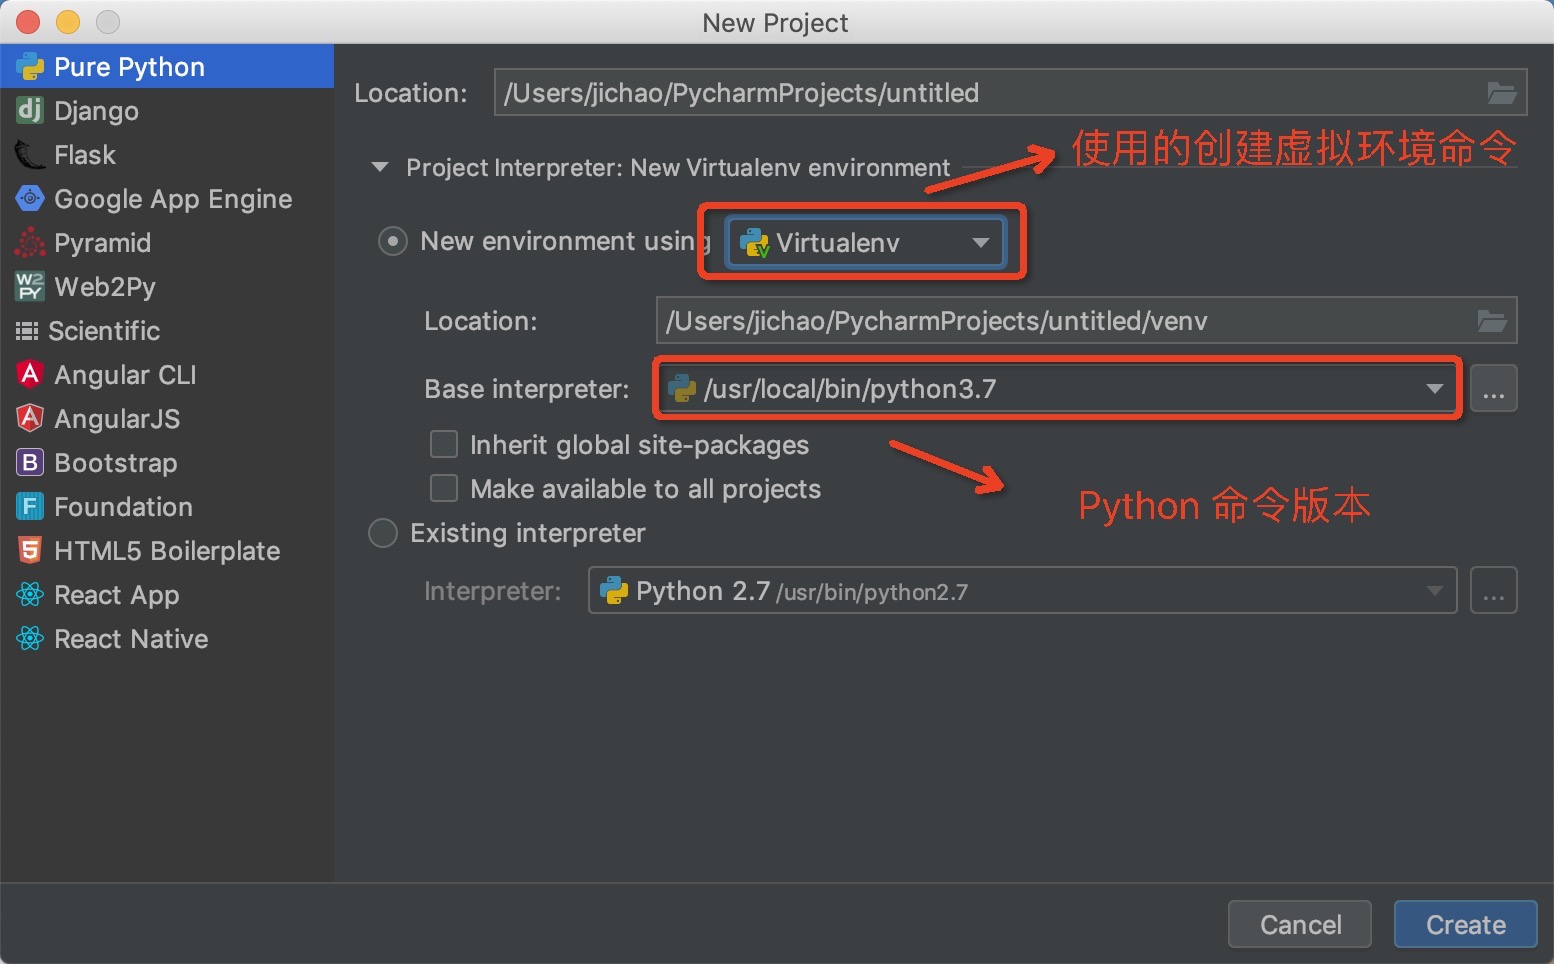 New Project
Pure Python
Django
Flask
Google App Engine
Pyramid
Web2Py
Scientific
Angular CLI
AngularJS
Bootstrap
Foundation
HTML5 Boilerplate
React App
React Native
Location: /Users/jichao/PycharmProjects/untitled
使用的创建虚拟环境命令
Project Interpreter: New Virtualenv environment
New environment using Virtualenv
Location: /Users/jichao/PycharmProjects/untitled/venv
Base interpreter: /usr/local/bin/python3.7 ...
Inherit global site-packages
Make available to all projects
Python 命令版本
Existing interpreter
Interpreter: Python 2.7 /usr/bin/python2.7 ...
Cancel Create